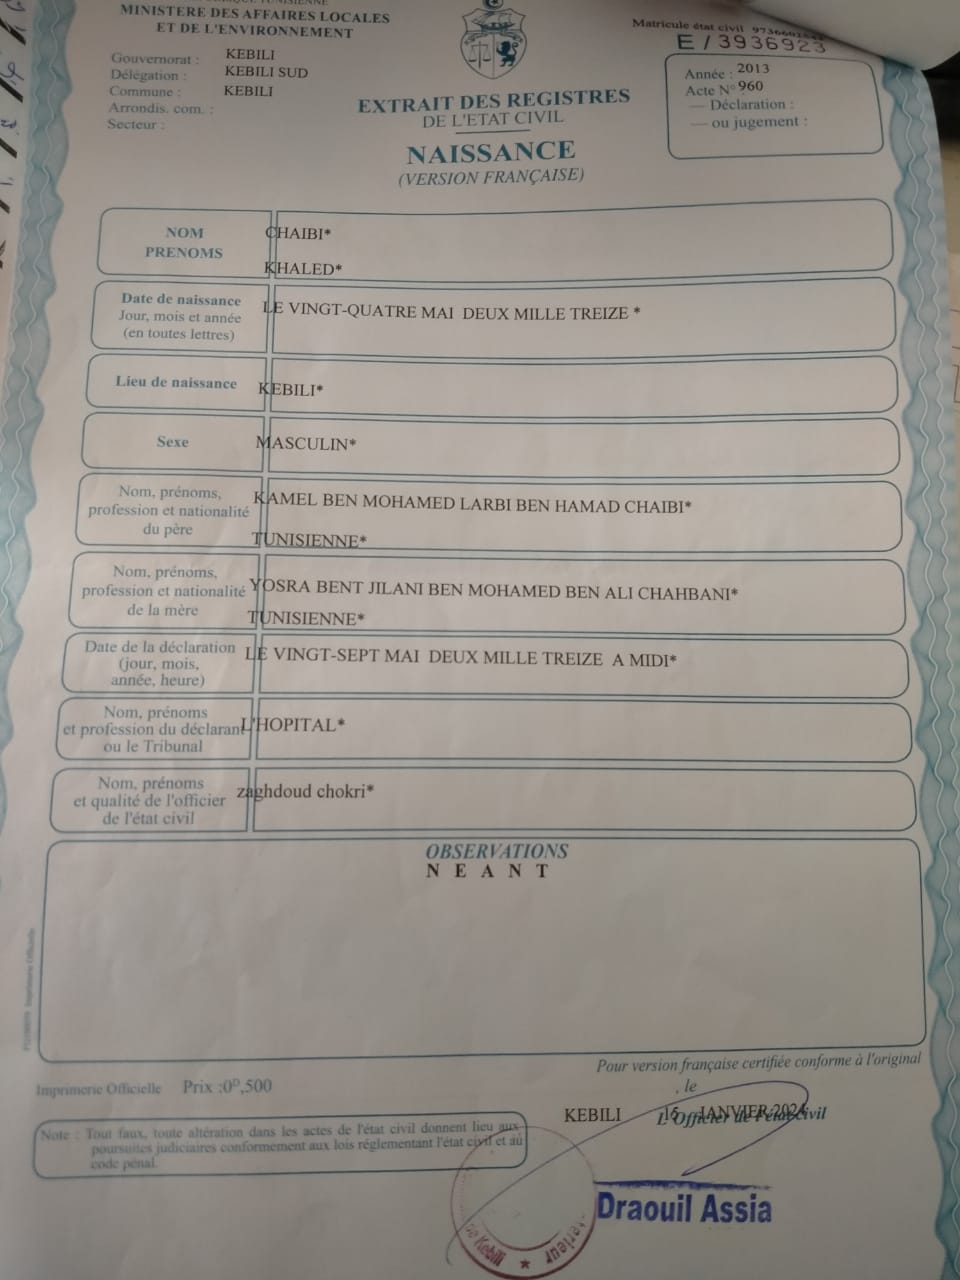 MINISTERE DES AFFAIRES LOCALES
ET DE L'ENVIRONNEMENT
Gouvernorat : KEBILI
Délégation : KEBILI SUD
Commune : KEBILI
Arrondis. com. :
Secteur :
EXTRAIT DES REGISTRES
DE L'ETAT CIVIL
NAISSANCE
(VERSION FRANÇAISE)
Matricule état civil
E / 3936923
Année : 2013
Acte N° 960
— Déclaration :
— ou jugement :
NOM CHAIBI*
PRENOMS KHALED*
Date de naissance
Jour, mois et année
(en toutes lettres)
LE VINGT-QUATRE MAI DEUX MILLE TREIZE *
Lieu de naissance KEBILI*
Sexe MASCULIN*
Nom, prénoms,
profession et nationalité
du père
KAMEL BEN MOHAMED LARBI BEN HAMAD CHAIBI*
TUNISIENNE*
Nom, prénoms,
profession et nationalité
de la mère
YOSRA BENT JILANI BEN MOHAMED BEN ALI CHAHBANI*
TUNISIENNE*
Date de la déclaration
(jour, mois,
année, heure)
LE VINGT-SEPT MAI DEUX MILLE TREIZE A MIDI*
Nom, prénoms
et profession du déclarant
ou le Tribunal
L'HOPITAL*
Nom, prénoms
et qualité de l'officier
de l'état civil
zaghdoud chokri*
OBSERVATIONS
N E A N T
Pour version française certifiée conforme à l'original
Imprimerie Officielle Prix :0ᴰ,500
, le
KEBILI 16 JANVIER 2024
L'Officier de l'état civil
Note : Tout faux, toute altération dans les actes de l'état civil donnent lieu aux
poursuites judiciaires conformement aux lois réglementant l'état civil et au
code pénal.
Draouil Assia